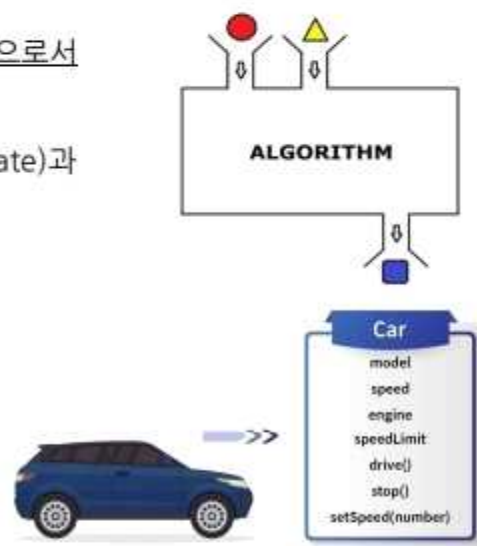 으로서
ate)과
ALGORITHM
Car
model
speed
engine
speedLimit
drive()
stop()
setSpeed(number)